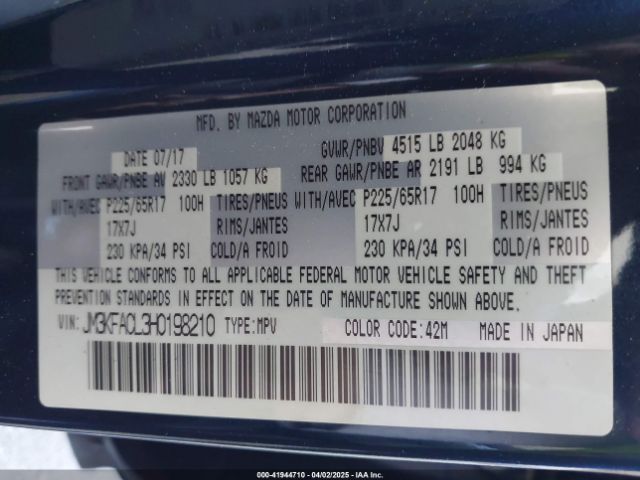 MFD. BY MAZDA MOTOR CORPORATION
DATE 07/17 GVWR/PNBV 4515 LB 2048 KG
FRONT GAWR/PNBE AV 2330 LB 1057 KG REAR GAWR/PNBE AR 2191 LB 994 KG
WITH/AVEC P225/65R17 100H TIRES/PNEUS WITH/AVEC P225/65R17 100H TIRES/PNEUS
17X7J RIMS/JANTES 17X7J RIMS/JANTES
230 KPA/34 PSI COLD/A FROID 230 KPA/34 PSI COLD/A FROID
THIS VEHICLE CONFORMS TO ALL APPLICABLE FEDERAL MOTOR VEHICLE SAFETY AND THEFT
PREVENTION STANDARDS IN EFFECT ON THE DATE OF MANUFACTURE SHOWN ABOVE.
VIN: JM3KFACL3H0198210 TYPE:MPV COLOR CODE:42M MADE IN JAPAN
000-41944710 04/02/2025 - IAAI.com